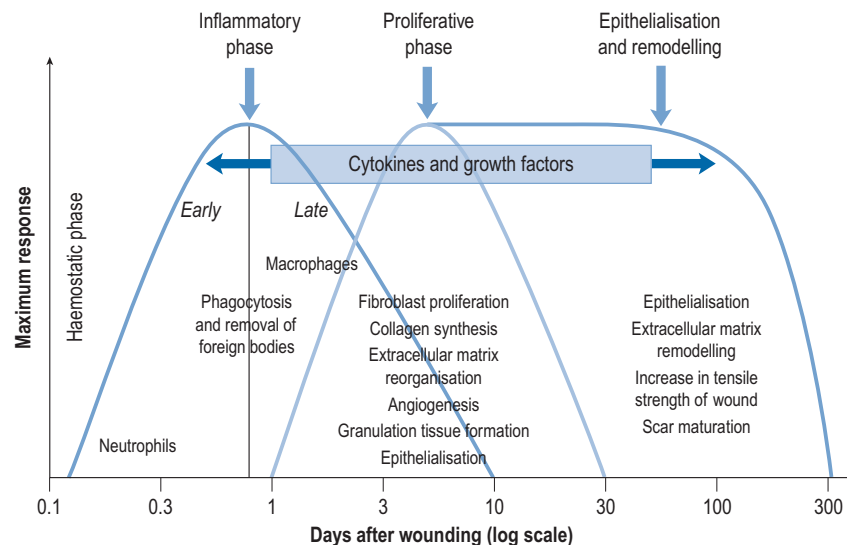 Inflammatory
phase
Proliferative
phase
Epithelialisation
and remodelling
Maximum response
Haemostatic phase
Cytokines and growth factors
Early
Late
Macrophages
Phagocytosis
and removal of
foreign bodies
Neutrophils
Fibroblast proliferation
Collagen synthesis
Extracellular matrix
reorganisation
Angiogenesis
Granulation tissue formation
Epithelialisation
Epithelialisation
Extracellular matrix
remodelling
Increase in tensile
strength of wound
Scar maturation
0.1 0.3 1 3 10 30 100 300
Days after wounding (log scale)